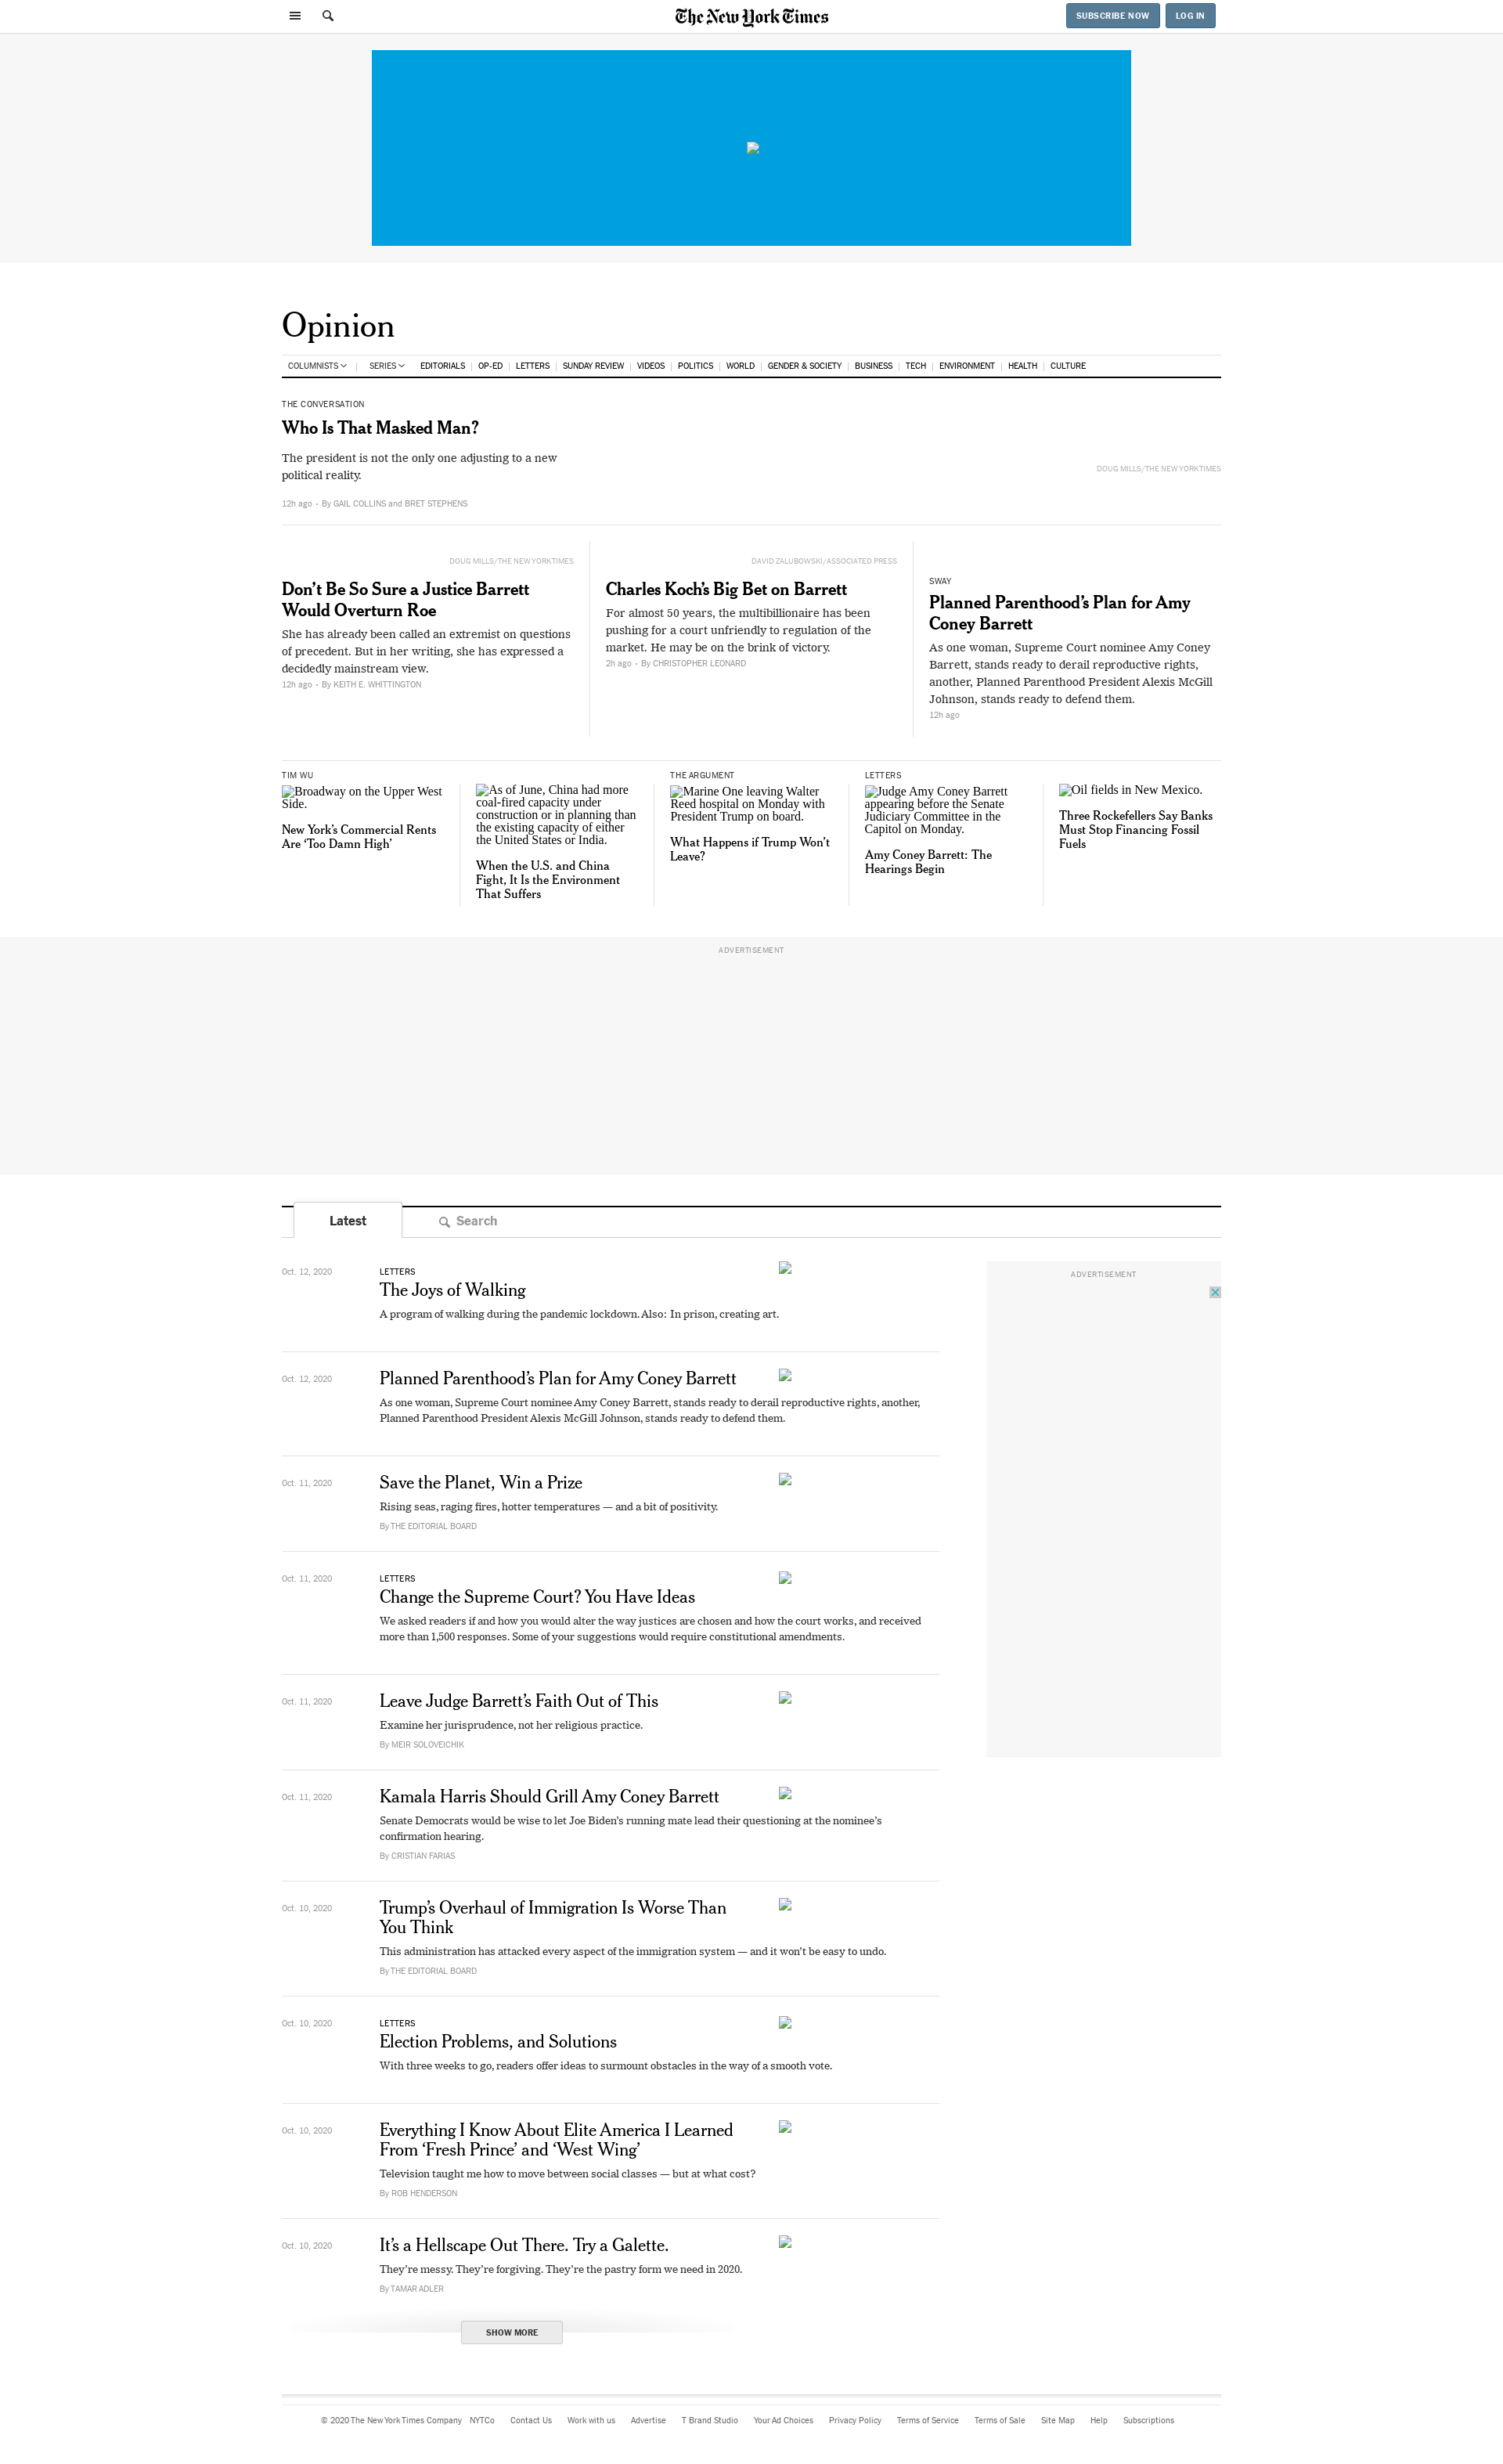 The New York Times
SUBSCRIBE NOW
LOG IN
Opinion
COLUMNISTS
SERIES
EDITORIALS
OP-ED
LETTERS
SUNDAY REVIEW
VIDEOS
POLITICS
WORLD
GENDER & SOCIETY
BUSINESS
TECH
ENVIRONMENT
HEALTH
CULTURE
THE CONVERSATION
Who Is That Masked Man?
The president is not the only one adjusting to a new
political reality.
12h ago • By GAIL COLLINS and BRET STEPHENS
DOUG MILLS/THE NEW YORK TIMES
DOUG MILLS/THE NEW YORK TIMES
Don’t Be So Sure a Justice Barrett
Would Overturn Roe
She has already been called an extremist on questions
of precedent. But in her writing, she has expressed a
decidedly mainstream view.
12h ago • By KEITH E. WHITTINGTON
DAVID ZALUBOWSKI/ASSOCIATED PRESS
Charles Koch’s Big Bet on Barrett
For almost 50 years, the multibillionaire has been
pushing for a court unfriendly to regulation of the
market. He may be on the brink of victory.
2h ago • By CHRISTOPHER LEONARD
SWAY
Planned Parenthood’s Plan for Amy
Coney Barrett
As one woman, Supreme Court nominee Amy Coney
Barrett, stands ready to derail reproductive rights,
another, Planned Parenthood President Alexis McGill
Johnson, stands ready to defend them.
12h ago
TIM WU
Broadway on the Upper West
Side.
New York’s Commercial Rents
Are ‘Too Damn High’
As of June, China had more
coal-fired capacity under
construction or in planning than
the existing capacity of either
the United States or India.
When the U.S. and China
Fight, It Is the Environment
That Suffers
THE ARGUMENT
Marine One leaving Walter
Reed hospital on Monday with
President Trump on board.
What Happens if Trump Won’t
Leave?
LETTERS
Judge Amy Coney Barrett
appearing before the Senate
Judiciary Committee in the
Capitol on Monday.
Amy Coney Barrett: The
Hearings Begin
Oil fields in New Mexico.
Three Rockefellers Say Banks
Must Stop Financing Fossil
Fuels
ADVERTISEMENT
Latest
Search
ADVERTISEMENT
Oct. 12, 2020
LETTERS
The Joys of Walking
A program of walking during the pandemic lockdown. Also: In prison, creating art.
Oct. 12, 2020
Planned Parenthood’s Plan for Amy Coney Barrett
As one woman, Supreme Court nominee Amy Coney Barrett, stands ready to derail reproductive rights, another,
Planned Parenthood President Alexis McGill Johnson, stands ready to defend them.
Oct. 11, 2020
Save the Planet, Win a Prize
Rising seas, raging fires, hotter temperatures — and a bit of positivity.
By THE EDITORIAL BOARD
Oct. 11, 2020
LETTERS
Change the Supreme Court? You Have Ideas
We asked readers if and how you would alter the way justices are chosen and how the court works, and received
more than 1,500 responses. Some of your suggestions would require constitutional amendments.
Oct. 11, 2020
Leave Judge Barrett’s Faith Out of This
Examine her jurisprudence, not her religious practice.
By MEIR SOLOVEICHIK
Oct. 11, 2020
Kamala Harris Should Grill Amy Coney Barrett
Senate Democrats would be wise to let Joe Biden’s running mate lead their questioning at the nominee’s
confirmation hearing.
By CRISTIAN FARIAS
Oct. 10, 2020
Trump’s Overhaul of Immigration Is Worse Than
You Think
This administration has attacked every aspect of the immigration system — and it won’t be easy to undo.
By THE EDITORIAL BOARD
Oct. 10, 2020
LETTERS
Election Problems, and Solutions
With three weeks to go, readers offer ideas to surmount obstacles in the way of a smooth vote.
Oct. 10, 2020
Everything I Know About Elite America I Learned
From ‘Fresh Prince’ and ‘West Wing’
Television taught me how to move between social classes — but at what cost?
By ROB HENDERSON
Oct. 10, 2020
It’s a Hellscape Out There. Try a Galette.
They’re messy. They’re forgiving. They’re the pastry form we need in 2020.
By TAMAR ADLER
SHOW MORE
© 2020 The New York Times Company
NYTCo
Contact Us
Work with us
Advertise
T Brand Studio
Your Ad Choices
Privacy Policy
Terms of Service
Terms of Sale
Site Map
Help
Subscriptions